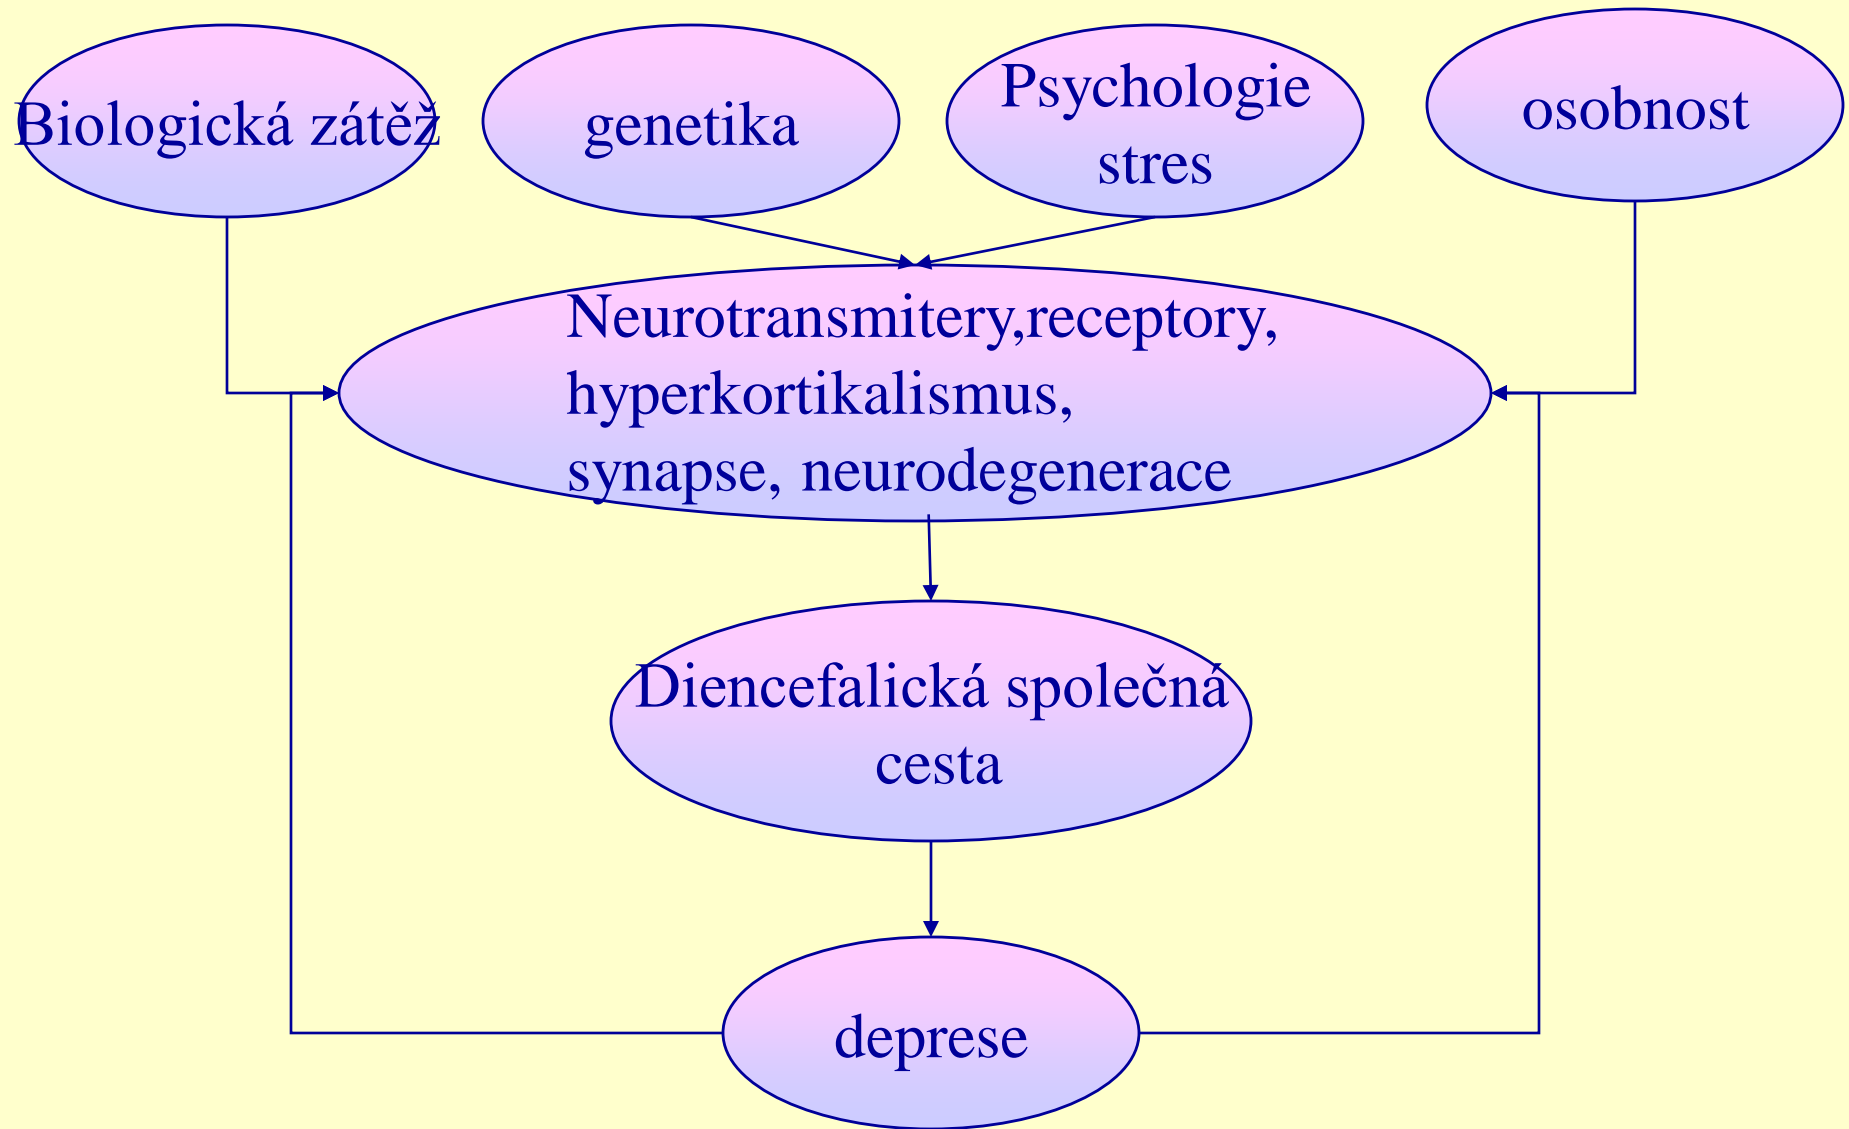 Biologická zátěž
genetika
Psychologie
stres
osobnost
Neurotransmitery,receptory,
hyperkortikalismus,
synapse, neurodegenerace
Diencefalická společná
cesta
deprese